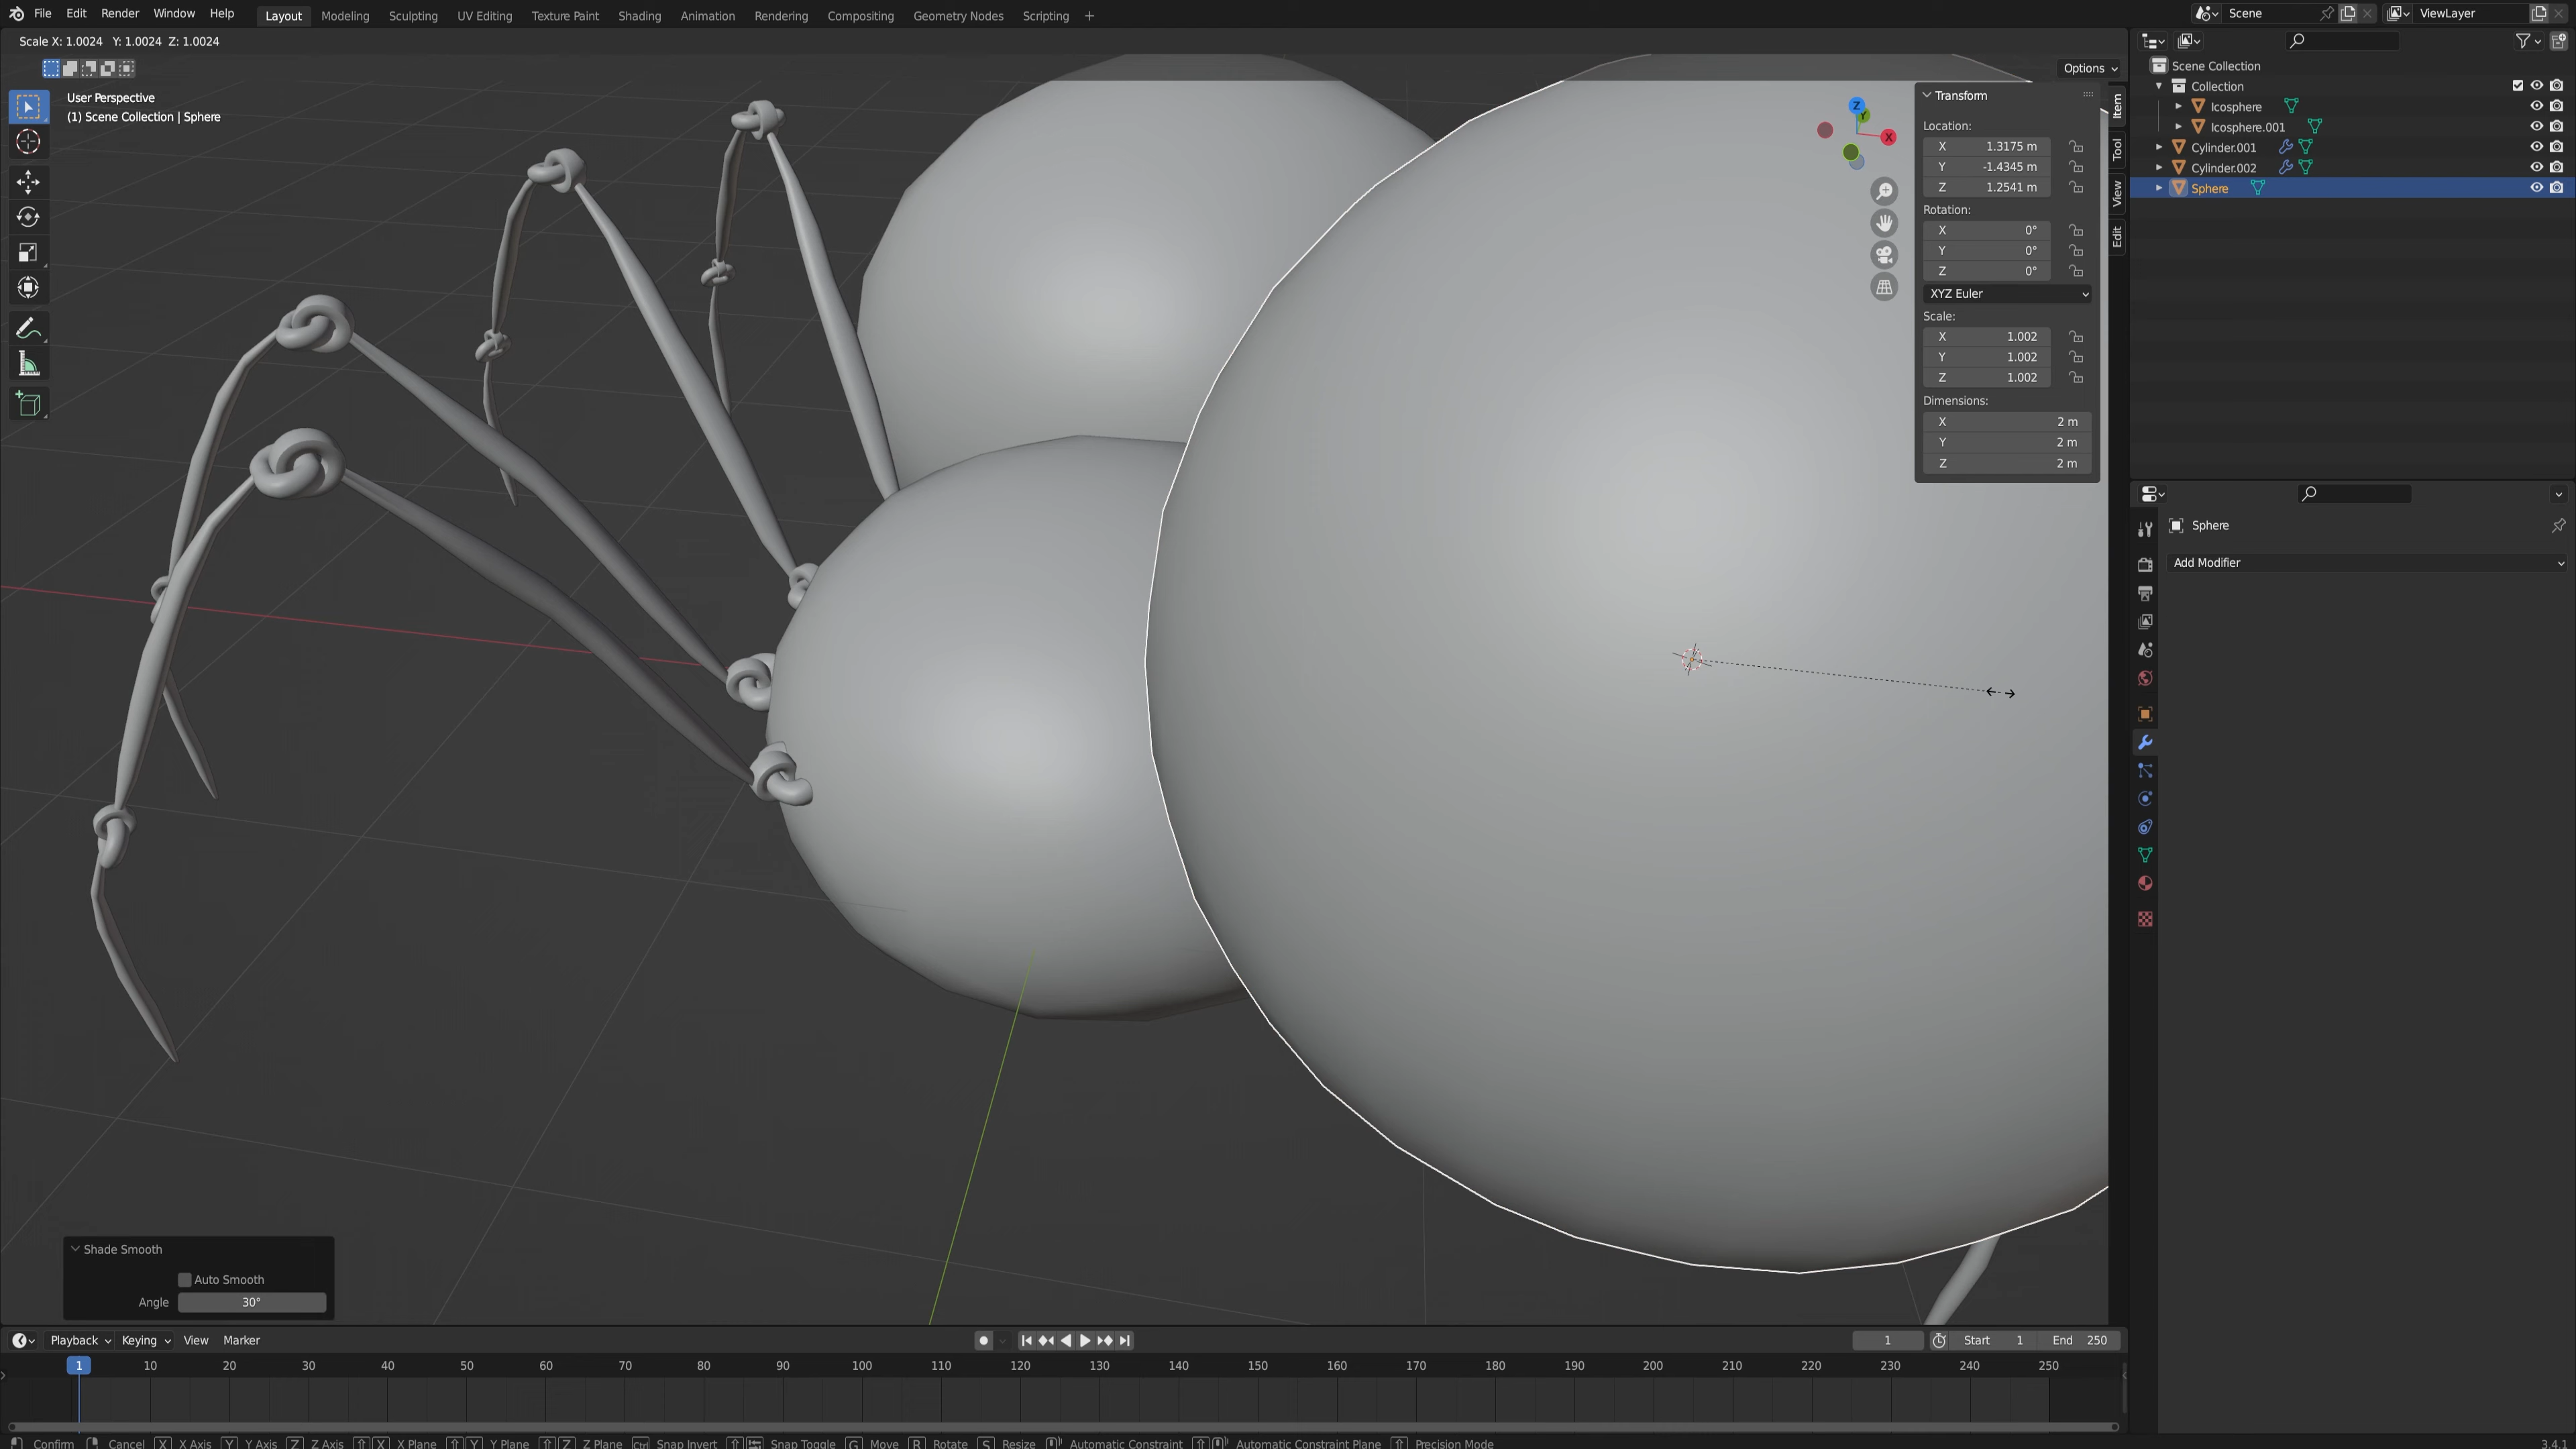 File Edit Render Window Help Layout Modeling Sculpting UV Editing Texture Paint Shading Animation Rendering Compositing Geometry Nodes Scripting + Scene ViewLayer
Scale X: 1.0024 Y: 1.0024 Z: 1.0024
Options
User Perspective
(1) Scene Collection | Sphere
Z
Y
X
Transform
Location:
X 1.3175 m
Y -1.4345 m
Z 1.2541 m
Rotation:
X 0°
Y 0°
Z 0°
XYZ Euler
Scale:
X 1.002
Y 1.002
Z 1.002
Dimensions:
X 2 m
Y 2 m
Z 2 m
Item
Tool
View
Edit
Scene Collection
Collection
Icosphere
Icosphere.001
Cylinder.001
Cylinder.002
Sphere
Sphere
Add Modifier
Shade Smooth
Auto Smooth
Angle 30°
Playback Keying View Marker 1 Start 1 End 250
1 10 20 30 40 50 60 70 80 90 100 110 120 130 140 150 160 170 180 190 200 210 220 230 240 250
Confirm Cancel X X Axis Y Y Axis Z Z Axis X X Plane Y Y Plane Z Z Plane Ctrl Snap Invert Snap Toggle G Move R Rotate S Resize Automatic Constraint Automatic Constraint Plane Precision Mode 3.4.1